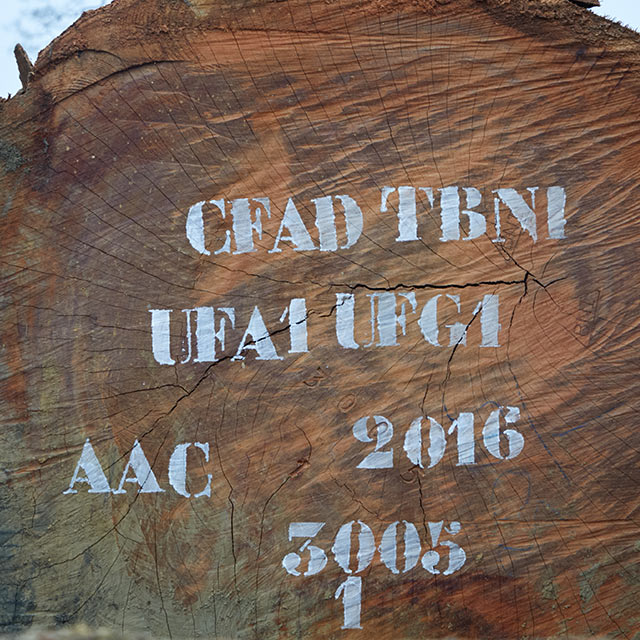 CFAD TBNI
UFA1 UFG1
AAC 2016
3005
1